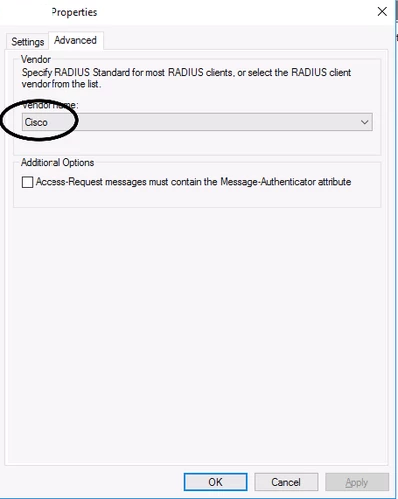 Properties
Settings
Advanced
Vendor
Specify RADIUS Standard for most RADIUS clients, or select the RADIUS client
vendor from the list.
Vendor name:
Cisco
Additional Options
Access-Request messages must contain the Message-Authenticator attribute
OK
Cancel
Apply